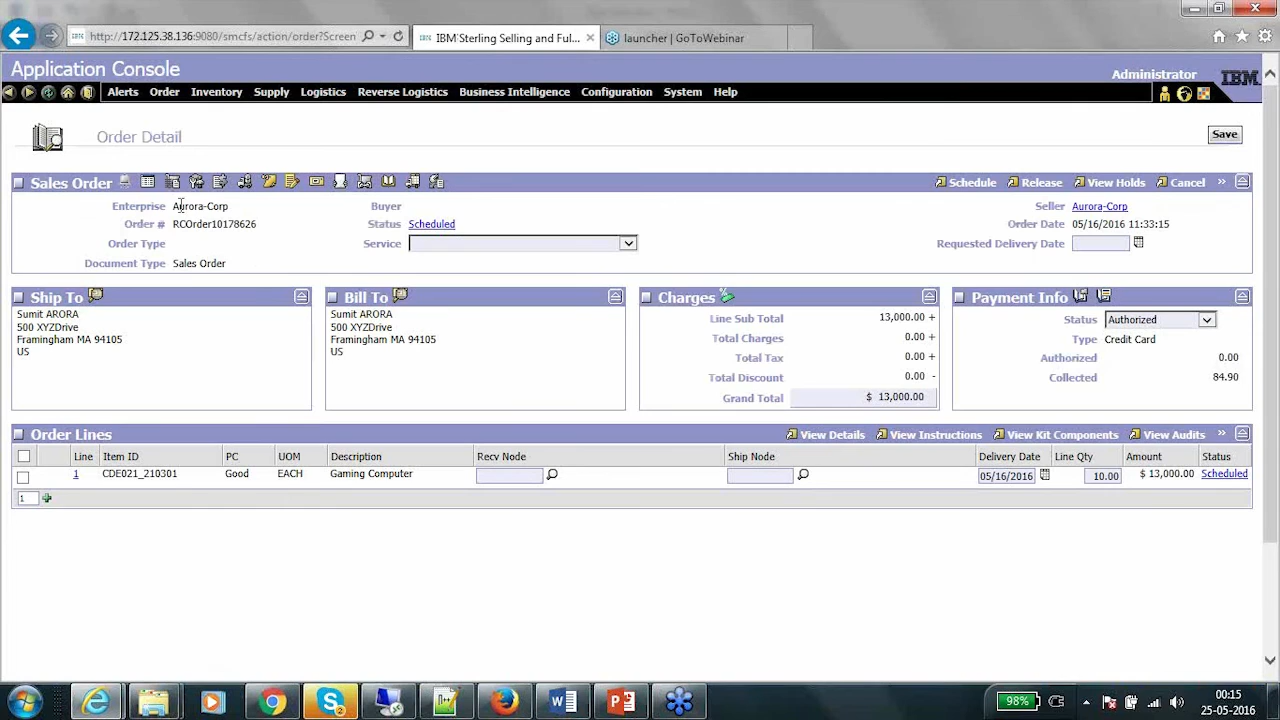 http://172.125.38.136:9080/smcfs/action/order?Screen
IBM Sterling Selling and Ful...
launcher | GoToWebinar
Application Console
Administrator
IBM
Alerts Order Inventory Supply Logistics Reverse Logistics Business Intelligence Configuration System Help
Order Detail
Save
Sales Order
Schedule Release View Holds Cancel »
Enterprise Aurora-Corp Buyer Seller Aurora-Corp
Order # RCOrder10178626 Status Scheduled Order Date 05/16/2016 11:33:15
Order Type Service Requested Delivery Date
Document Type Sales Order
Ship To
Sumit ARORA
500 XYZDrive
Framingham MA 94105
US
Bill To
Sumit ARORA
500 XYZDrive
Framingham MA 94105
US
Charges
Line Sub Total 13,000.00 +
Total Charges 0.00 +
Total Tax 0.00 +
Total Discount 0.00 -
Grand Total $ 13,000.00
Payment Info
Status Authorized
Type Credit Card
Authorized 0.00
Collected 84.90
Order Lines View Details View Instructions View Kit Components View Audits »
Line Item ID PC UOM Description Recv Node Ship Node Delivery Date Line Qty Amount Status
1 CDE021_210301 Good EACH Gaming Computer 05/16/2016 10.00 $ 13,000.00 Scheduled
1
98%
00:15
25-05-2016